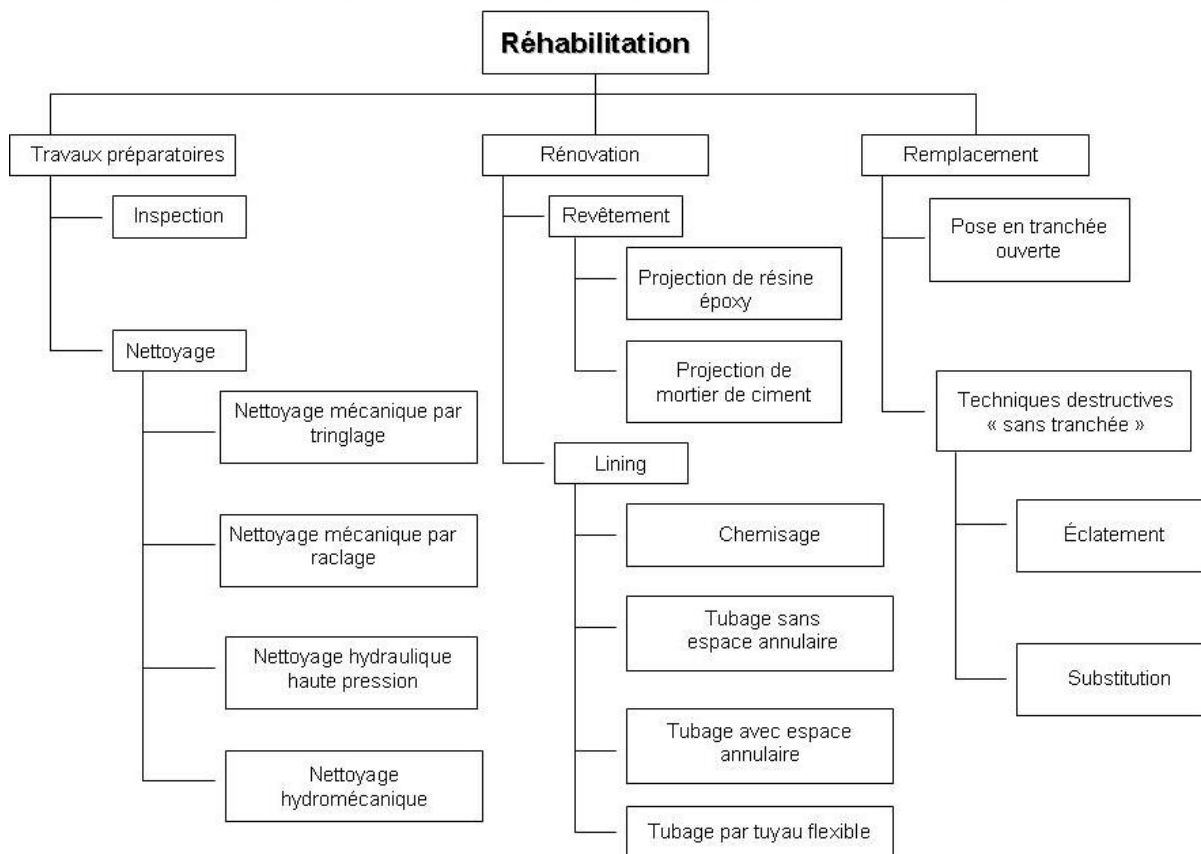 Réhabilitation
Travaux préparatoires
Inspection
Nettoyage
Nettoyage mécanique par
tringlage
Nettoyage mécanique par
raclage
Nettoyage hydraulique
haute pression
Nettoyage
hydromécanique
Rénovation
Revêtement
Projection de résine
époxy
Projection de
mortier de ciment
Lining
Chemisage
Tubage sans
espace annulaire
Tubage avec espace
annulaire
Tubage par tuyau flexible
Remplacement
Pose en tranchée
ouverte
Techniques destructives
« sans tranchée »
Éclatement
Substitution